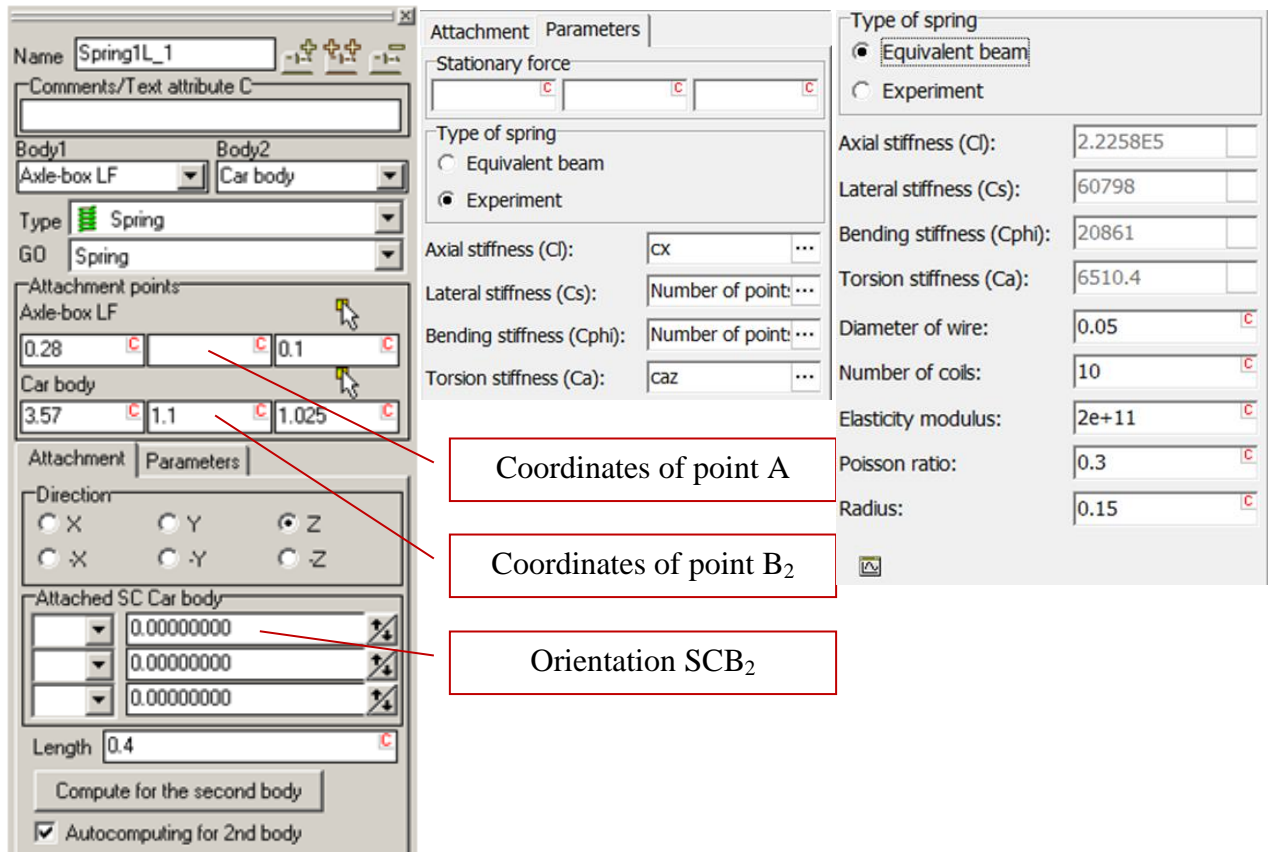 Name Spring1L_1
Comments/Text attribute C
Body1 Body2
Axle-box LF Car body
Type Spring
GO Spring
Attachment points
Axle-box LF
0.28 C C 0.1 C
Car body
3.57 C 1.1 C 1.025 C
Attachment Parameters
Direction
X Y Z
-X -Y -Z
Attached SC Car body
0.00000000
0.00000000
0.00000000
Length 0.4 C
Compute for the second body
Autocomputing for 2nd body
Attachment Parameters
Stationary force
C C C
Type of spring
Equivalent beam
Experiment
Axial stiffness (Cl): cx ...
Lateral stiffness (Cs): Number of point: ...
Bending stiffness (Cphi): Number of point: ...
Torsion stiffness (Ca): caz ...
Coordinates of point A
Coordinates of point B2
Orientation SCB2
Type of spring
Equivalent beam
Experiment
Axial stiffness (Cl): 2.2258E5
Lateral stiffness (Cs): 60798
Bending stiffness (Cphi): 20861
Torsion stiffness (Ca): 6510.4
Diameter of wire: 0.05 C
Number of coils: 10 C
Elasticity modulus: 2e+11 C
Poisson ratio: 0.3 C
Radius: 0.15 C